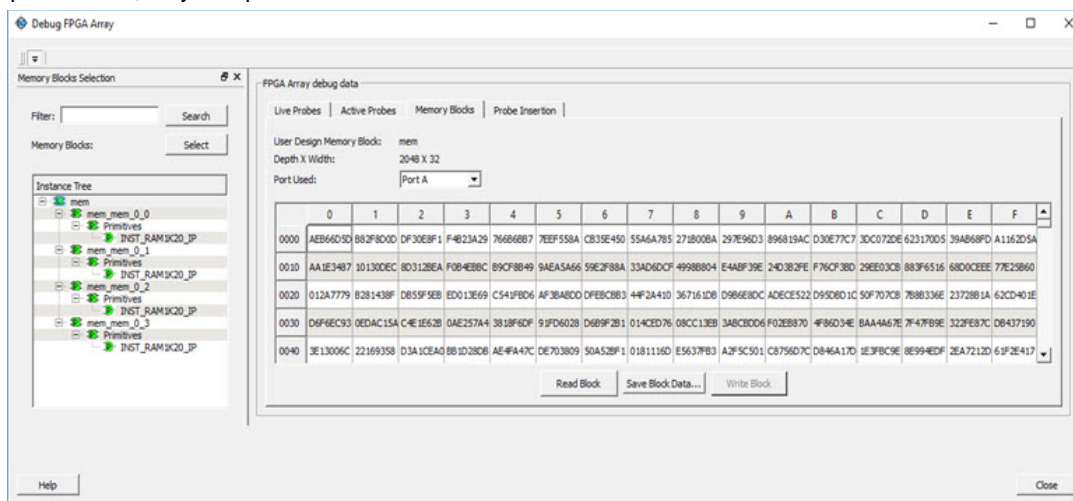 Debug FPGA Array
Memory Blocks Selection
Filter:
Search
Memory Blocks:
Select
Instance Tree
mem
mem_mem_0_0
Primitives
INST_RAM1K20_IP
mem_mem_0_1
Primitives
INST_RAM1K20_IP
mem_mem_0_2
Primitives
INST_RAM1K20_IP
mem_mem_0_3
Primitives
INST_RAM1K20_IP
FPGA Array debug data
Live Probes Active Probes Memory Blocks Probe Insertion
User Design Memory Block: mem
Depth X Width: 2048 X 32
Port Used: Port A
0 1 2 3 4 5 6 7 8 9 A B C D E F
0000 AEB66D5D B82F8D0D DF30E8F1 F4B23A29 766B6BB7 7EEF558A CB35E450 55A6A785 271800BA 297E96D3 896819AC D30E77C7 3DC072DE 623170D5 39AB68FD A1162D5A
0010 AA1E3487 10130DEC 8D312BEA F0B4EBBC B9CF8B49 9AEA5A66 59E2F88A 33AD6DCF 4998B804 E4ABF39E 24D3B2FE F76CF3BD 29EE03CB 883F6516 68D0CEEE 77E25B60
0020 012A7779 B281438F DB55F5EB ED013E69 C541FBD6 AF3BABDD DFEBCBB3 44F2A410 367161DB D9B6E8DC ADECE522 D95D8D1C 50F707CB 7B8B336E 23728B1A 62CD401E
0030 D6F6EC93 0EDAC15A C4E1E62B 0AE257A4 3818F6DF 91FD6028 D6B9F2B1 014CED76 08CC13EB 3ABCBDD6 F02EB870 4F86D34E BAA4A67E 7F47FB9E 322FE87C DB437190
0040 3E13006C 22169358 D3A1CEA0 BB1D28DB AE4FA47C DE703809 50A52BF1 0181116D E5637FB3 A2F5C501 C8756D7C D846A17D 1E3FBC9E 8E994EDF 2EA7212D 61F2E417
Read Block Save Block Data... Write Block
Help
Close